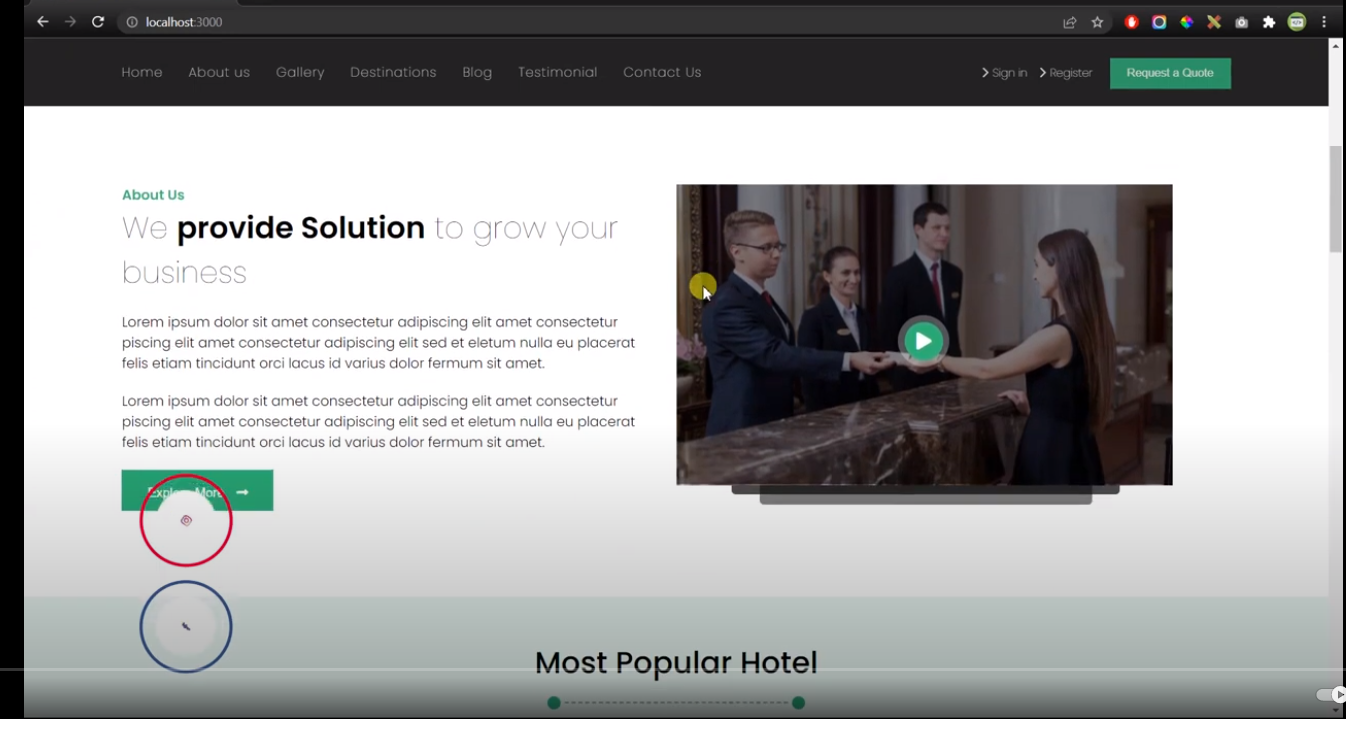 localhost:3000
Home About us Gallery Destinations Blog Testimonial Contact Us
Sign in Register Request a Quote
About Us
We provide Solution to grow your
business
Lorem ipsum dolor sit amet consectetur adipiscing elit amet consectetur
piscing elit amet consectetur adipiscing elit sed et eletum nulla eu placerat
felis etiam tincidunt orci lacus id varius dolor fermum sit amet.
Lorem ipsum dolor sit amet consectetur adipiscing elit amet consectetur
piscing elit amet consectetur adipiscing elit sed et eletum nulla eu placerat
felis etiam tincidunt orci lacus id varius dolor fermum sit amet.
Explore More
Most Popular Hotel